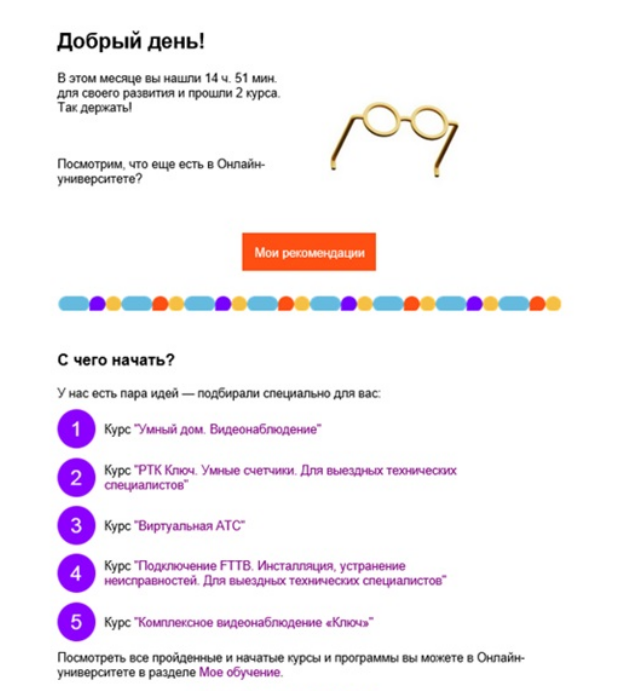 Добрый день!
В этом месяце вы нашли 14 ч. 51 мин.
для своего развития и прошли 2 курса.
Так держать!
Посмотрим, что еще есть в Онлайн-
университете?
Мои рекомендации
С чего начать?
У нас есть пара идей — подбирали специально для вас:
1 Курс "Умный дом. Видеонаблюдение"
2 Курс "РТК Ключ. Умные счетчики. Для выездных технических
специалистов"
3 Курс "Виртуальная АТС"
4 Курс "Подключение FTTB. Инсталляция, устранение
неисправностей. Для выездных технических специалистов"
5 Курс "Комплексное видеонаблюдение «Ключ»"
Посмотреть все пройденные и начатые курсы и программы вы можете в Онлайн-
университете в разделе Мое обучение.